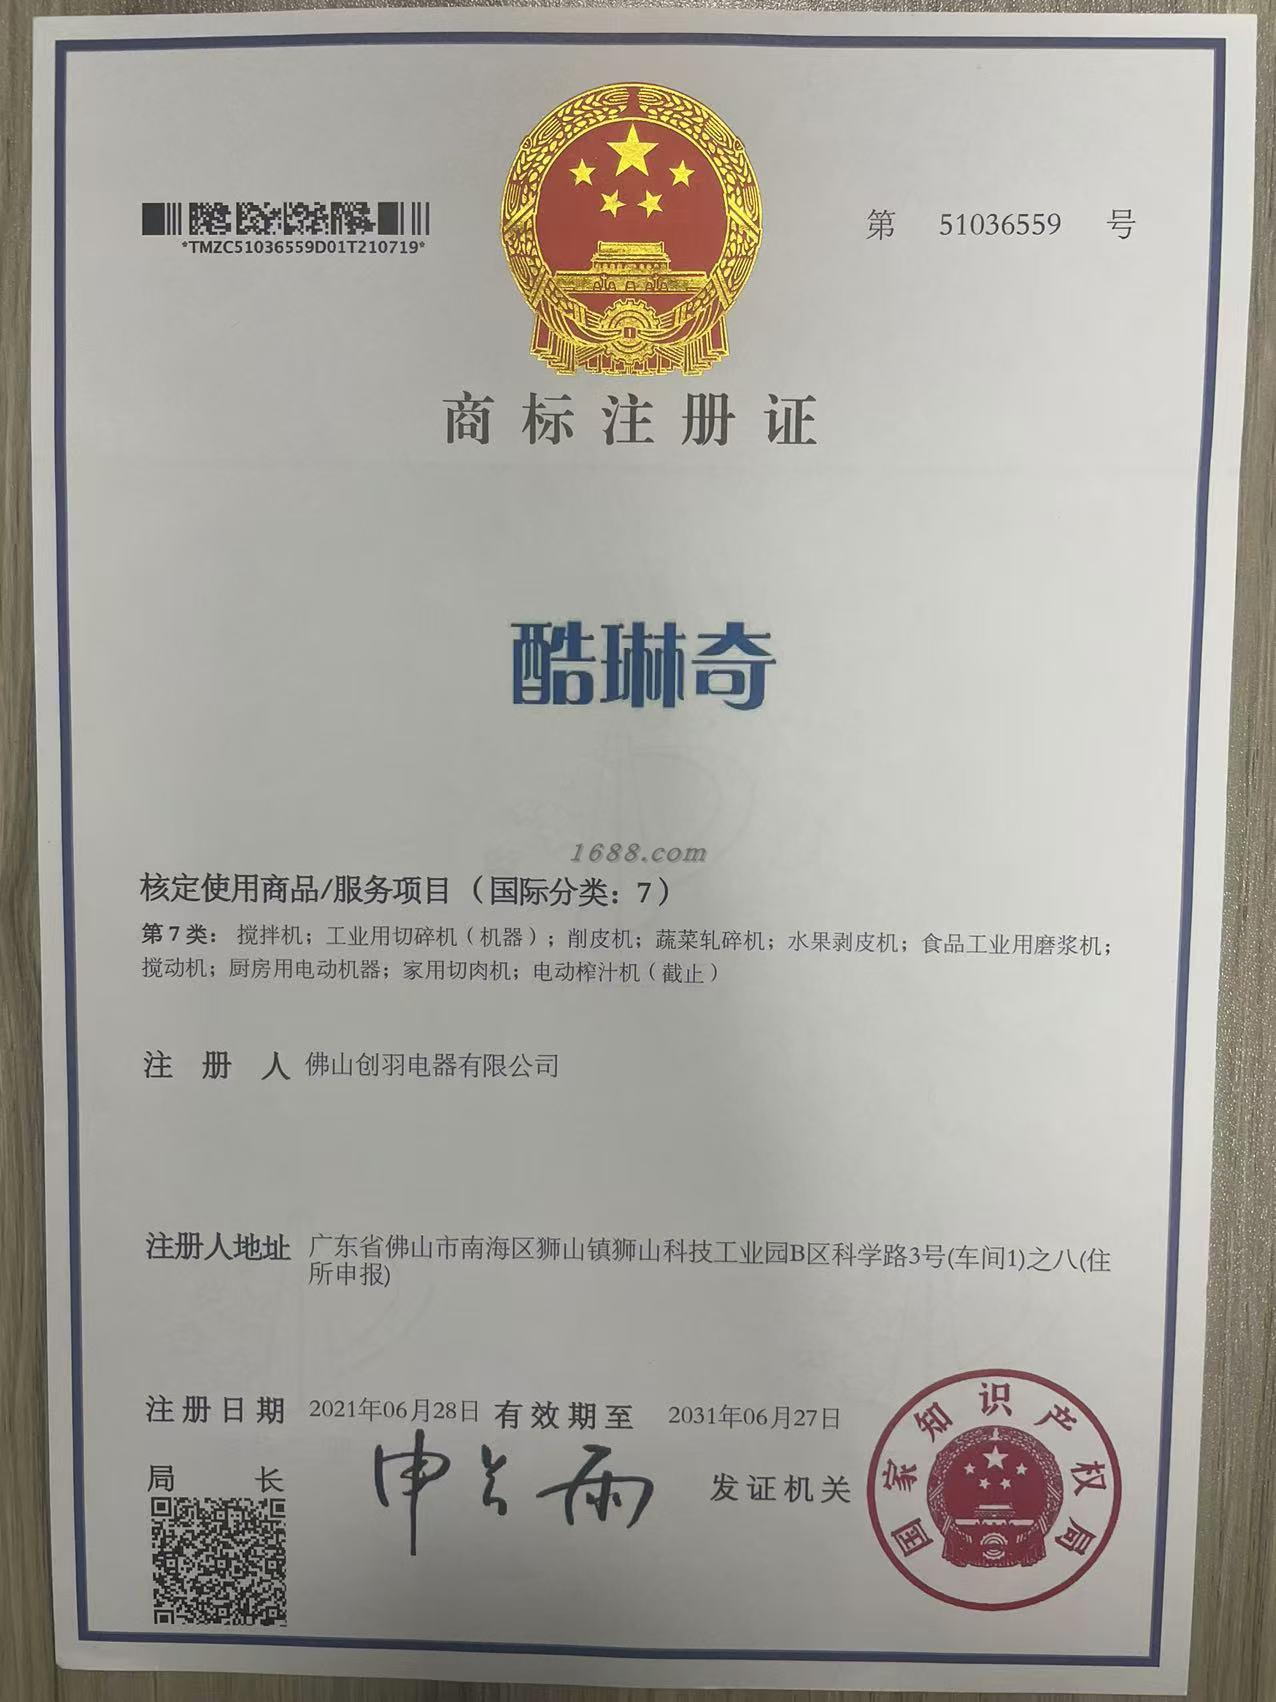 *TMZC51036559D01T210719*
第 51036559 号
商标注册证
酷琳奇
1688.com
核定使用商品/服务项目（国际分类：7）
第7类：搅拌机；工业用切碎机（机器）；削皮机；蔬菜轧碎机；水果剥皮机；食品工业用磨浆机；
搅动机；厨房用电动机器；家用切肉机；电动榨汁机（截止）
注册人 佛山创羽电器有限公司
注册人地址 广东省佛山市南海区狮山镇狮山科技工业园B区科学路3号(车间1)之八(住
所申报)
注册日期 2021年06月28日 有效期至 2031年06月27日
局长 申长雨 发证机关
国家知识产权局